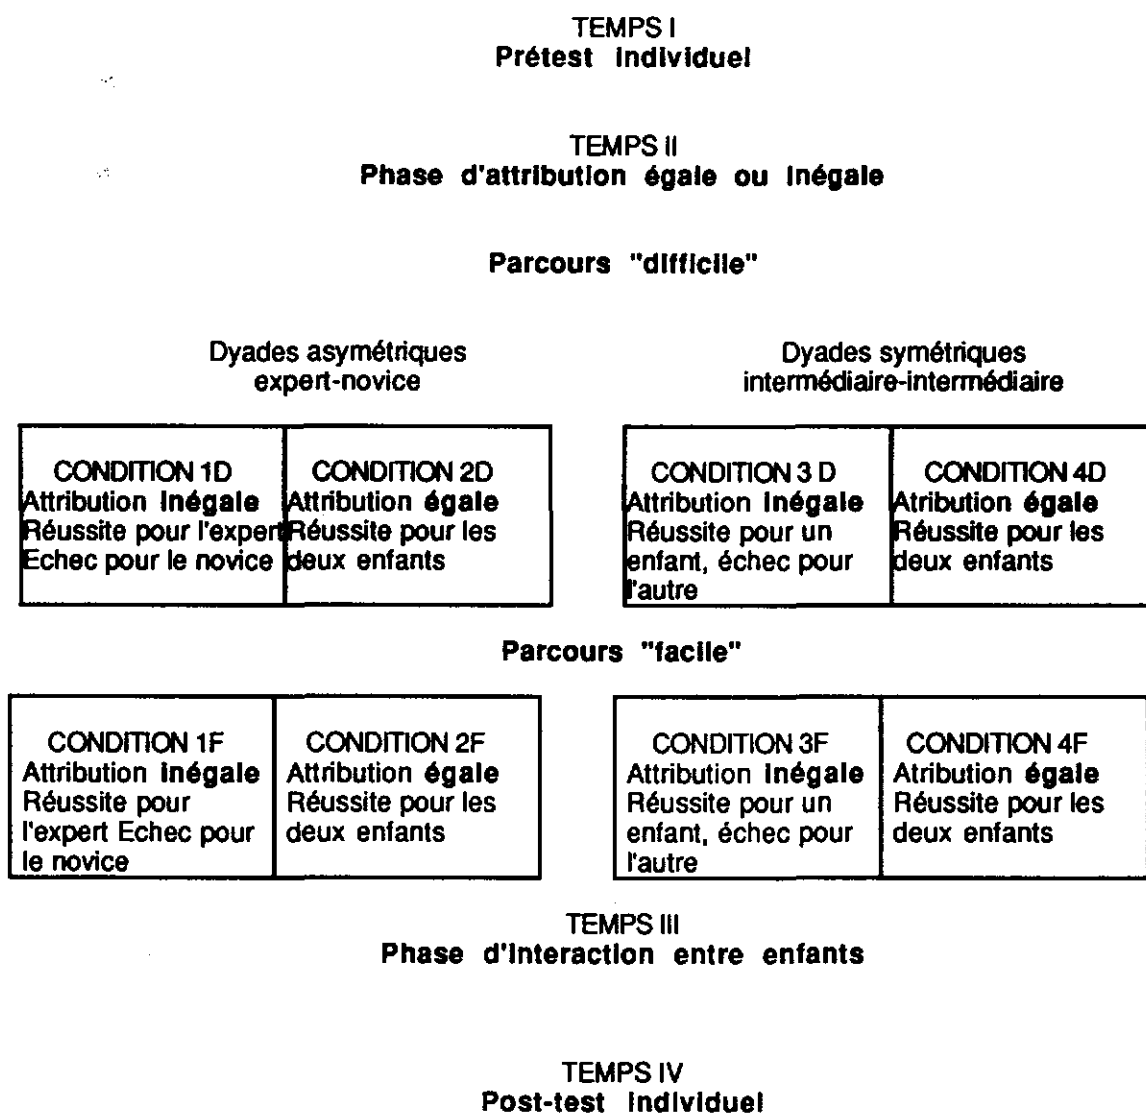 TEMPS I
Prétest individuel
TEMPS II
Phase d'attribution égale ou inégale
Parcours "difficile"
Dyades asymétriques
expert-novice
Dyades symétriques
intermédiaire-intermédiaire
CONDITION 1D
Attribution inégale
Réussite pour l'expert
Echec pour le novice
CONDITION 2D
Attribution égale
Réussite pour les
deux enfants
CONDITION 3 D
Attribution inégale
Réussite pour un
enfant, échec pour
l'autre
CONDITION 4D
Atribution égale
Réussite pour les
deux enfants
Parcours "facile"
CONDITION 1F
Attribution inégale
Réussite pour
l'expert Echec pour
le novice
CONDITION 2F
Attribution égale
Réussite pour les
deux enfants
CONDITION 3F
Attribution inégale
Réussite pour un
enfant, échec pour
l'autre
CONDITION 4F
Atribution égale
Réussite pour les
deux enfants
TEMPS III
Phase d'interaction entre enfants
TEMPS IV
Post-test individuel